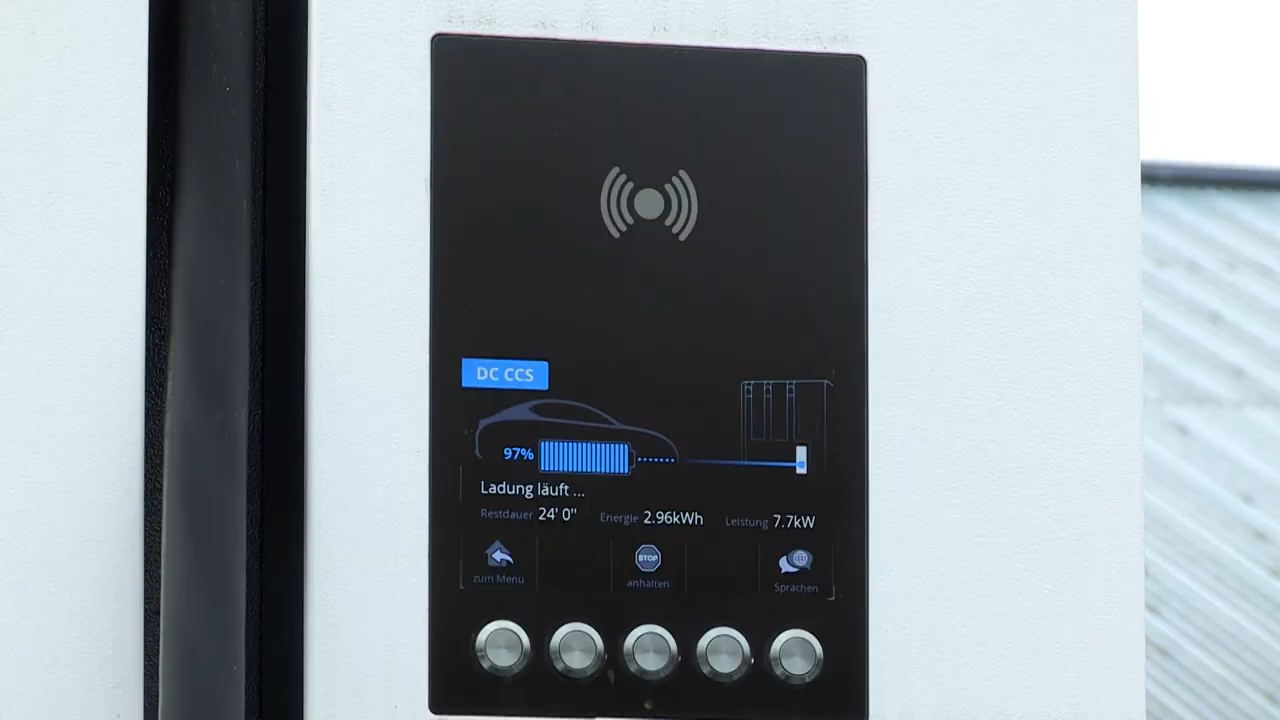 DC CCS
97%
Ladung läuft ...
Restdauer 24' 0" Energie 2.96kWh Leistung 7.7kW
zum Menü STOP anhalten Sprachen